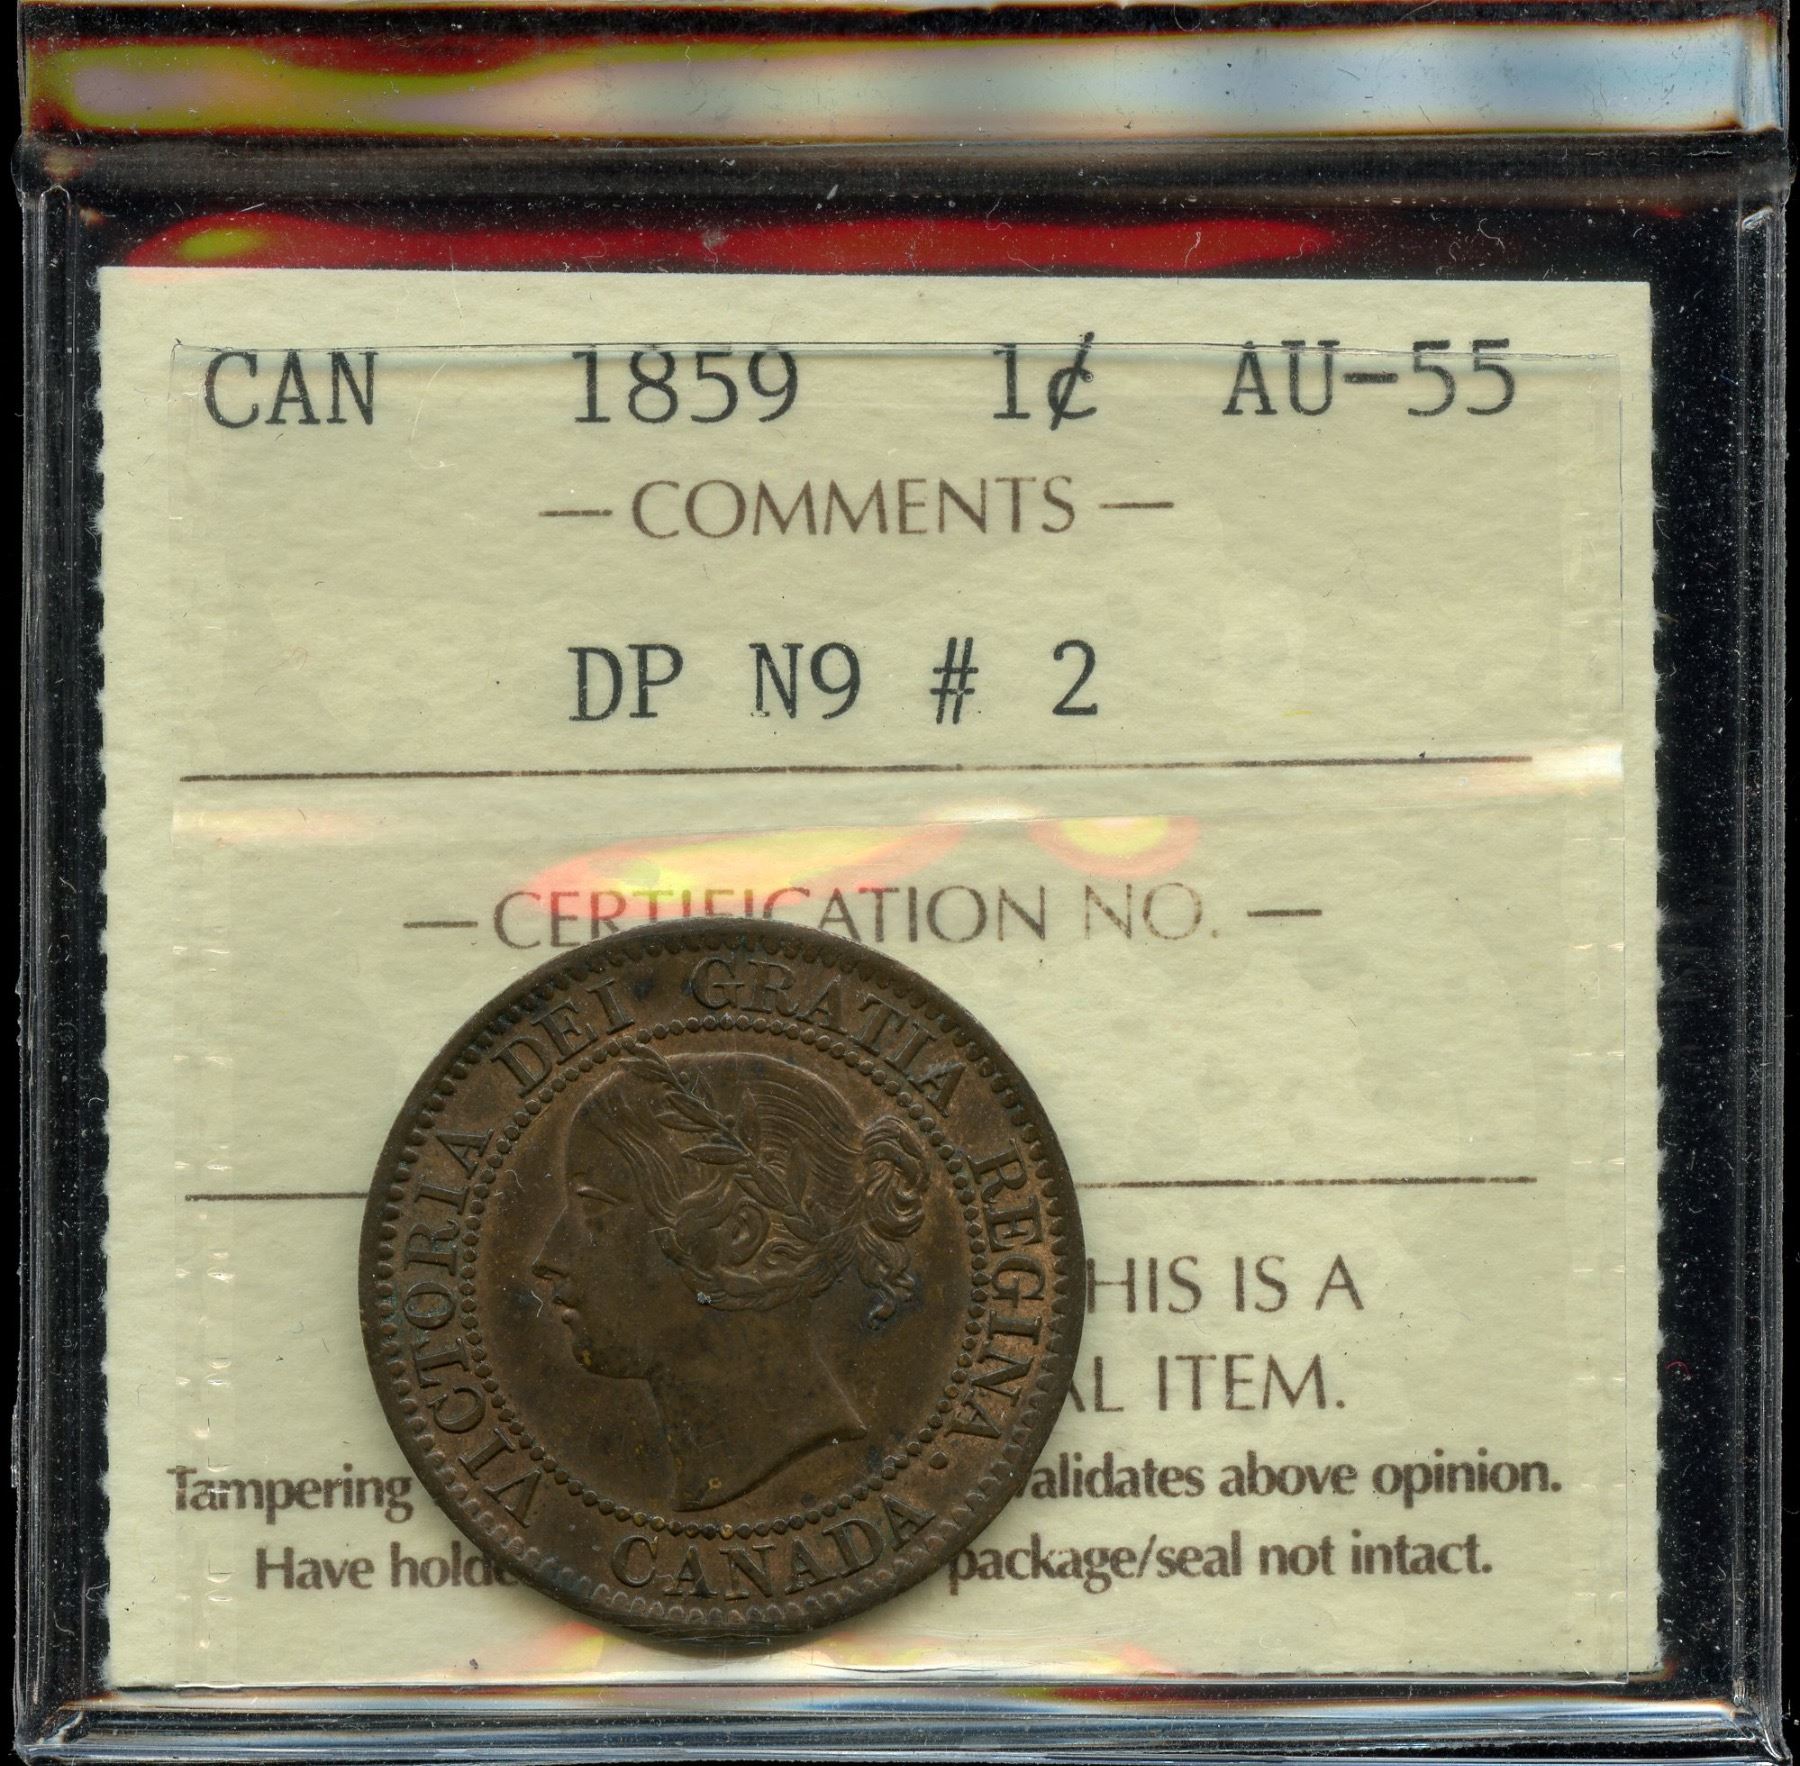 CAN 1859 1¢ AU-55
— COMMENTS —
DP N9 # 2
— CERTIFICATION NO. —
VICTORIA DEI GRATIA REGINA.
CANADA
HIS IS A
AL ITEM.
Tampering alidates above opinion.
Have holde package/seal not intact.